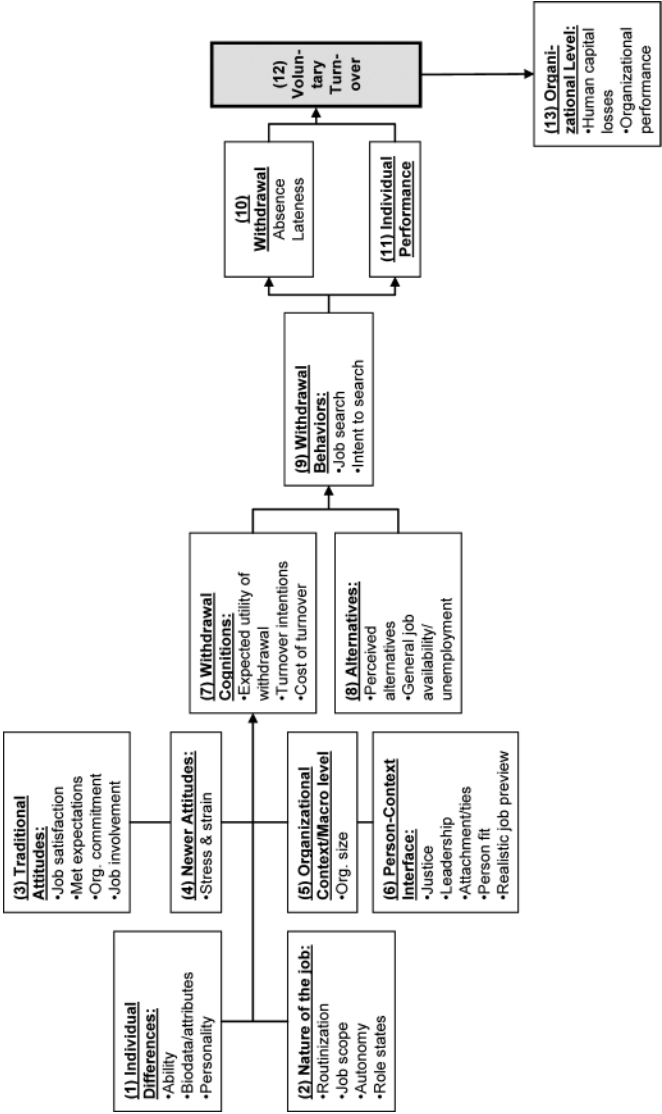 (1) Individual
Differences:
•Ability
•Biodata/attributes
•Personality
(2) Nature of the job:
•Routinization
•Job scope
•Autonomy
•Role states
(3) Traditional
Attitudes:
•Job satisfaction
•Met expectations
•Org. commitment
•Job involvement
(4) Newer Attitudes:
•Stress & strain
(5) Organizational
Context/Macro level
•Org. size
(6) Person-Context
Interface:
•Justice
•Leadership
•Attachment/ties
•Person fit
•Realistic job preview
(7) Withdrawal
Cognitions:
•Expected utility of
withdrawal
•Turnover intentions
•Cost of turnover
(8) Alternatives:
•Perceived
alternatives
•General job
availability/
unemployment
(9) Withdrawal
Behaviors:
•Job search
•Intent to search
(10)
Withdrawal
Absence
Lateness
(11) Individual
Performance
(12)
Volun-
tary
Turn-
over
(13) Organi-
zational Level:
•Human capital
losses
•Organizational
performance